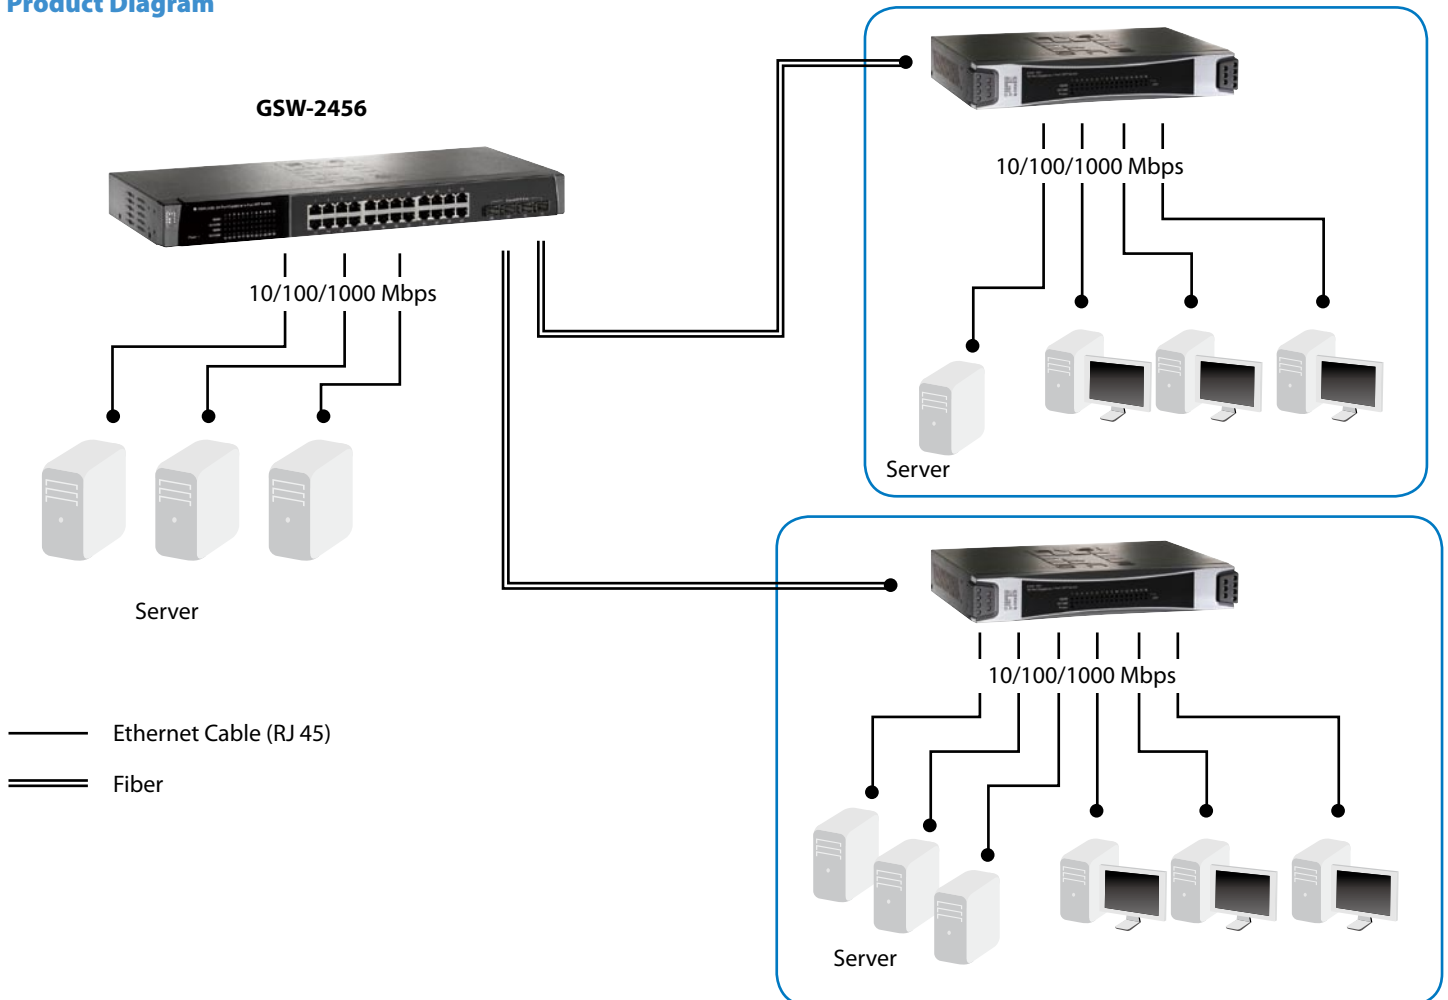 Product Diagram
GSW-2456
10/100/1000 Mbps
Server
10/100/1000 Mbps
Server
10/100/1000 Mbps
Server
Ethernet Cable (RJ 45)
Fiber